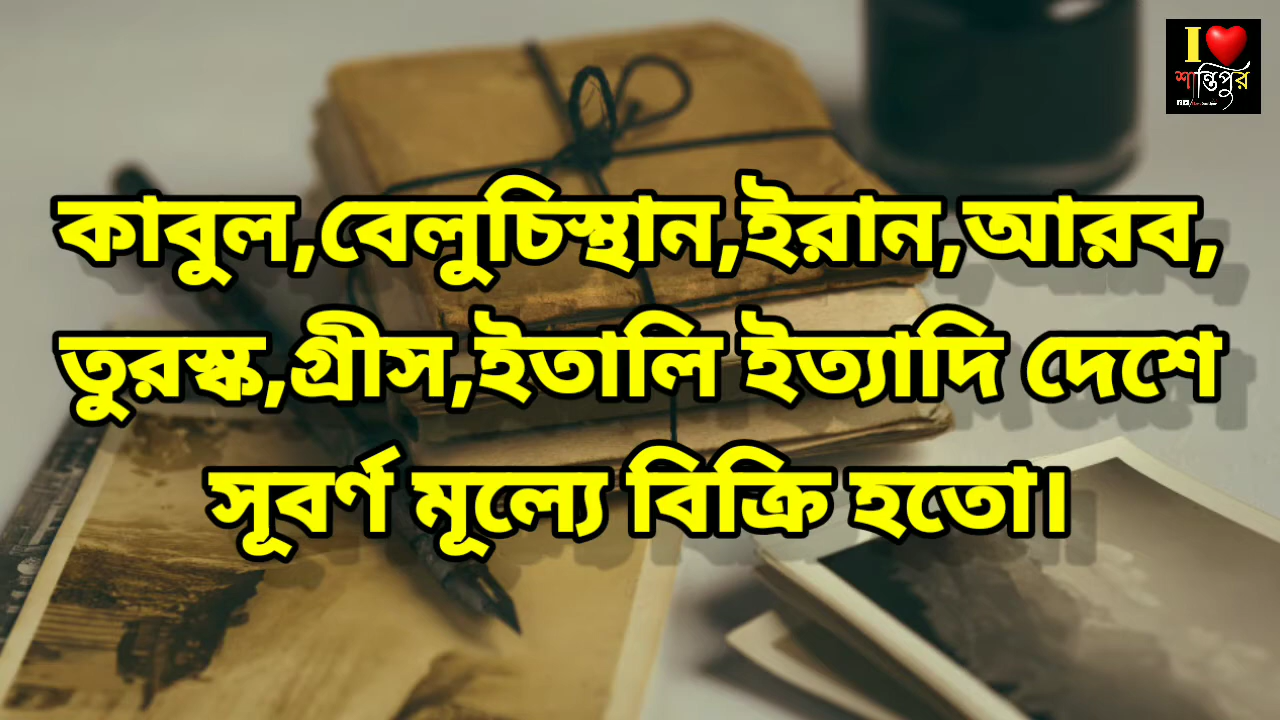 I ❤
শান্তিপুর
কাবুল,বেলুচিস্থান,ইরান,আরব,
তুরস্ক,গ্রীস,ইতালি ইত্যাদি দেশে
সূবর্ণ মূল্যে বিক্রি হতো।